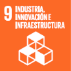 9 INDUSTRIA,
INNOVACIÓN E
INFRAESTRUCTURA